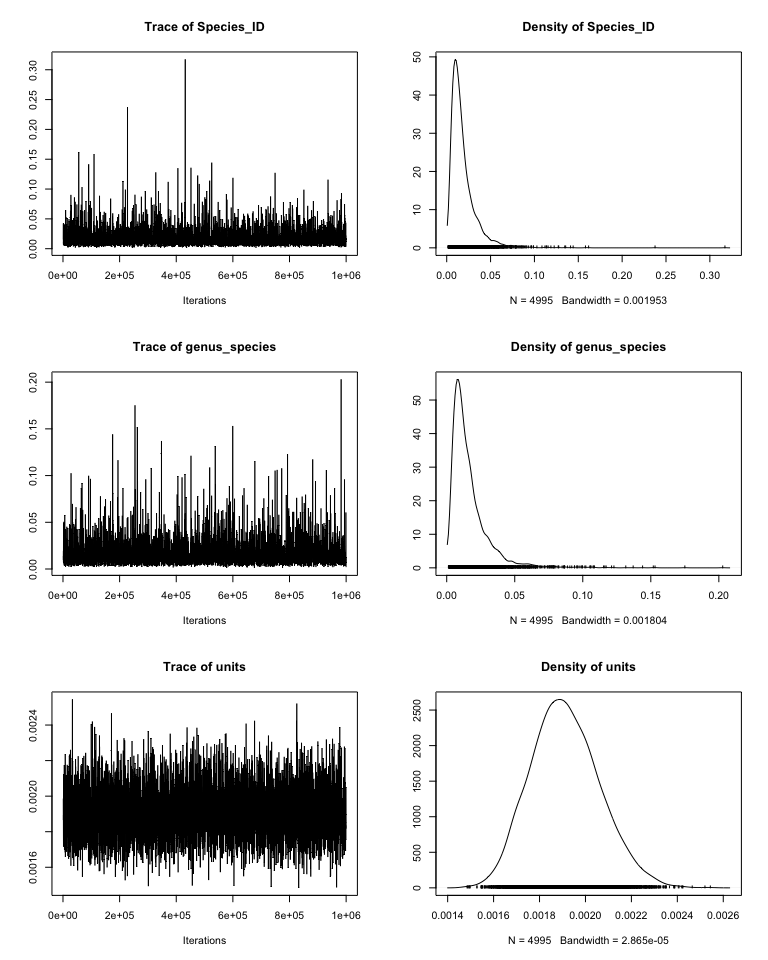 Trace of Species_ID
0.00 0.05 0.10 0.15 0.20 0.25 0.30
0e+00 2e+05 4e+05 6e+05 8e+05 1e+06
Iterations
Density of Species_ID
0 10 20 30 40 50
0.00 0.05 0.10 0.15 0.20 0.25 0.30
N = 4995 Bandwidth = 0.001953
Trace of genus_species
0.00 0.05 0.10 0.15 0.20
0e+00 2e+05 4e+05 6e+05 8e+05 1e+06
Iterations
Density of genus_species
0 10 20 30 40 50
0.00 0.05 0.10 0.15 0.20
N = 4995 Bandwidth = 0.001804
Trace of units
0.0016 0.0020 0.0024
0e+00 2e+05 4e+05 6e+05 8e+05 1e+06
Iterations
Density of units
0 500 1000 1500 2000 2500
0.0014 0.0016 0.0018 0.0020 0.0022 0.0024 0.0026
N = 4995 Bandwidth = 2.865e-05